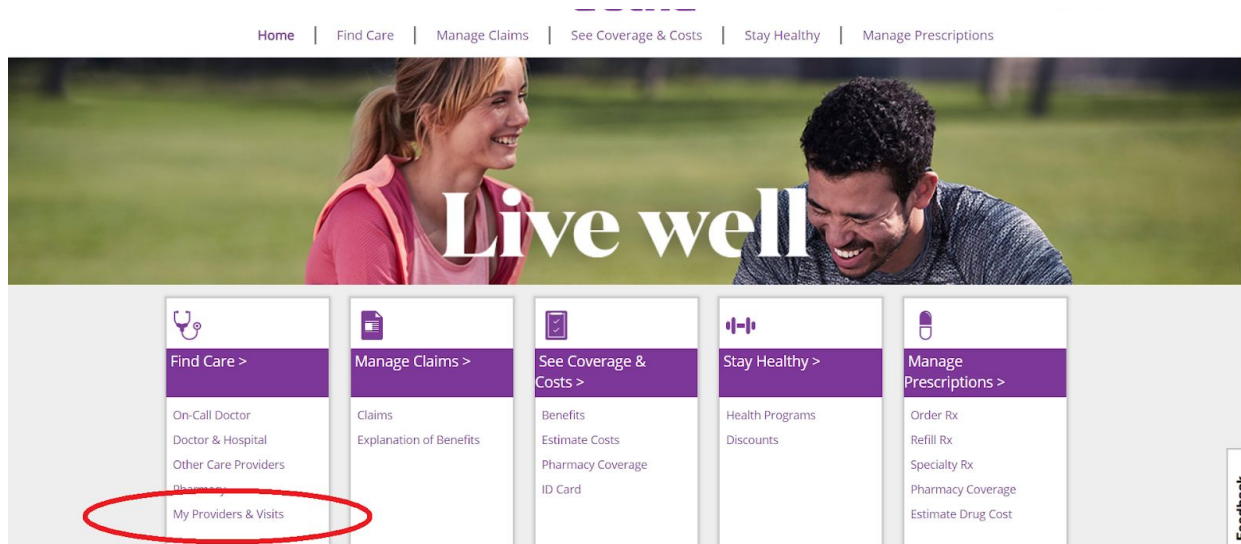 Home | Find Care | Manage Claims | See Coverage & Costs | Stay Healthy | Manage Prescriptions
Live well
Find Care >
On-Call Doctor
Doctor & Hospital
Other Care Providers
Pharmacy
My Providers & Visits
Manage Claims >
Claims
Explanation of Benefits
See Coverage &
Costs >
Benefits
Estimate Costs
Pharmacy Coverage
ID Card
Stay Healthy >
Health Programs
Discounts
Manage
Prescriptions >
Order Rx
Refill Rx
Specialty Rx
Pharmacy Coverage
Estimate Drug Cost
Feedback